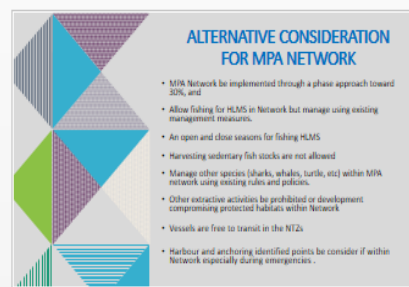 ALTERNATIVE CONSIDERATION
FOR MPA NETWORK
• MPA Network be implemented through a phase approach toward
30%, and
• Allow fishing for HLMS in Network but manage using existing
management measures.
• An open and close seasons for fishing HLMS
• Harvesting sedentary fish stocks are not allowed
• Manage other species (sharks, whales, turtle, etc) within MPA
network using existing rules and policies.
• Other extractive activities be prohibited or development
compromising protected habitats within Network
• Vessels are free to transit in the NTZs
• Harbour and anchoring identified points be consider if within
Network especially during emergencies .